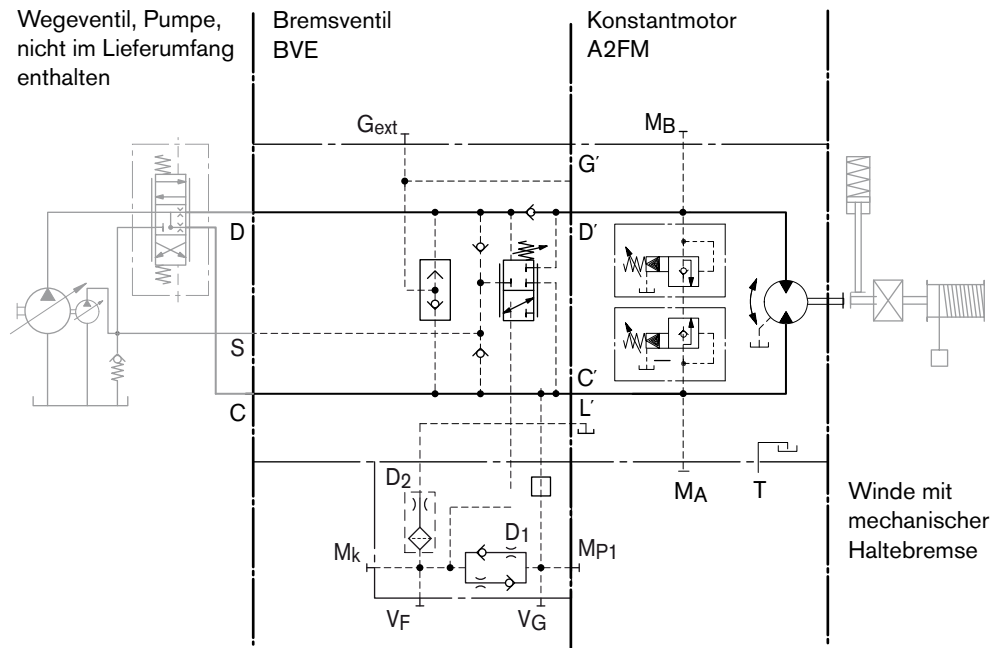 Wegeventil, Pumpe,
nicht im Lieferumfang
enthalten
Bremsventil
BVE
Konstantmotor
A2FM
Gext
MB
G′
D
D′
S
C′
C
L′
D2
MA
T
D1
Mk
MP1
VF
VG
Winde mit
mechanischer
Haltebremse